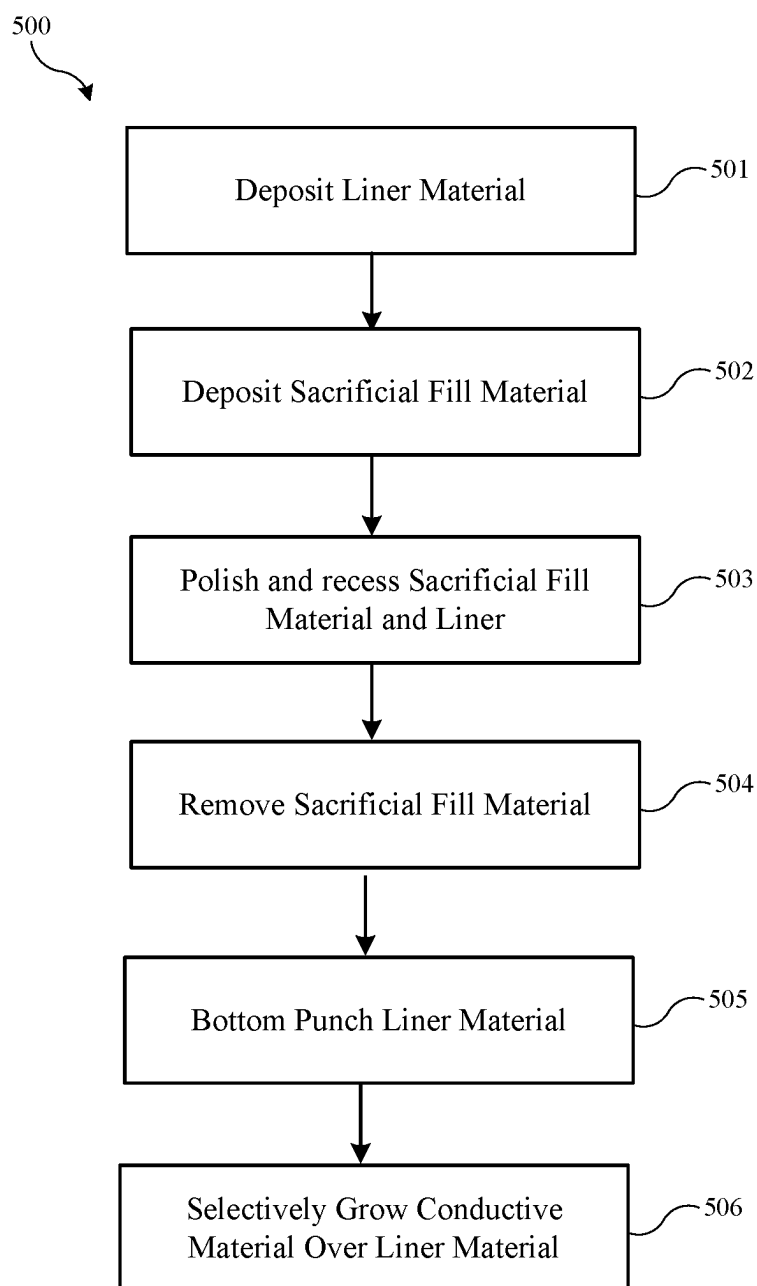 500
Deposit Liner Material
501
Deposit Sacrificial Fill Material
502
Polish and recess Sacrificial Fill
Material and Liner
503
Remove Sacrificial Fill Material
504
Bottom Punch Liner Material
505
Selectively Grow Conductive
Material Over Liner Material
506